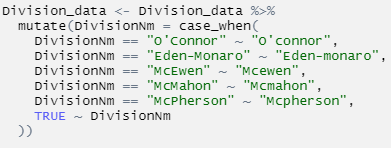 Division_data <- Division_data %>%
  mutate(DivisionNm = case_when(
    DivisionNm == "O'Connor" ~ "O'connor",
    DivisionNm == "Eden-Monaro" ~ "Eden-monaro",
    DivisionNm == "McEwen" ~ "Mcewen",
    DivisionNm == "McMahon" ~ "Mcmahon",
    DivisionNm == "McPherson" ~ "Mcpherson",
    TRUE ~ DivisionNm
  ))